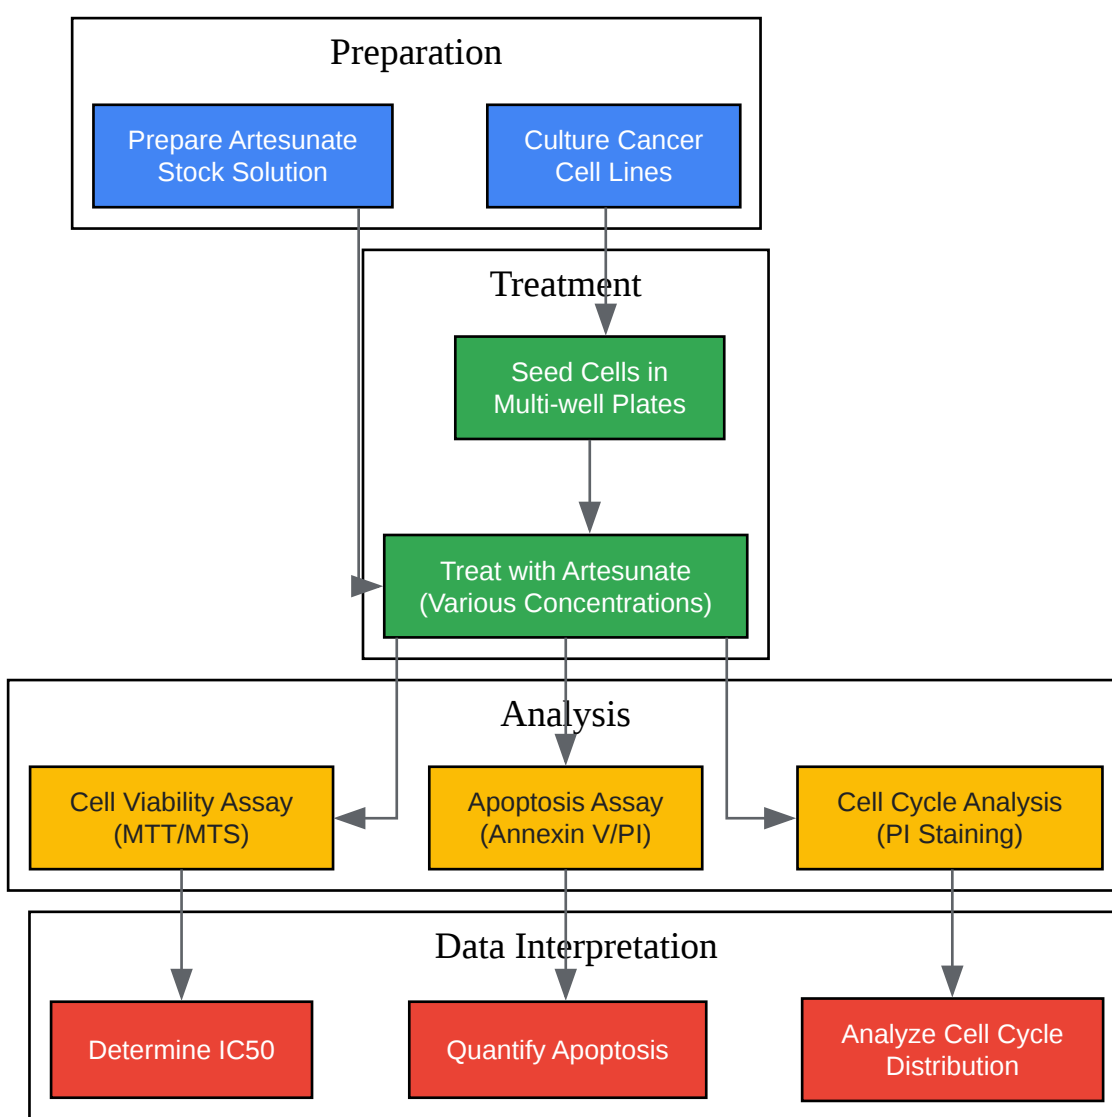 Preparation
Prepare Artesunate
Stock Solution
Culture Cancer
Cell Lines
Treatment
Seed Cells in
Multi-well Plates
Treat with Artesunate
(Various Concentrations)
Analysis
Cell Viability Assay
(MTT/MTS)
Apoptosis Assay
(Annexin V/PI)
Cell Cycle Analysis
(PI Staining)
Data Interpretation
Determine IC50
Quantify Apoptosis
Analyze Cell Cycle
Distribution